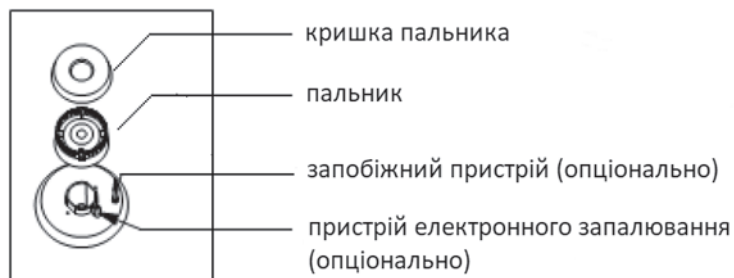 кришка пальника
пальник
запобіжний пристрій (опціонально)
пристрій електронного запалювання
(опціонально)